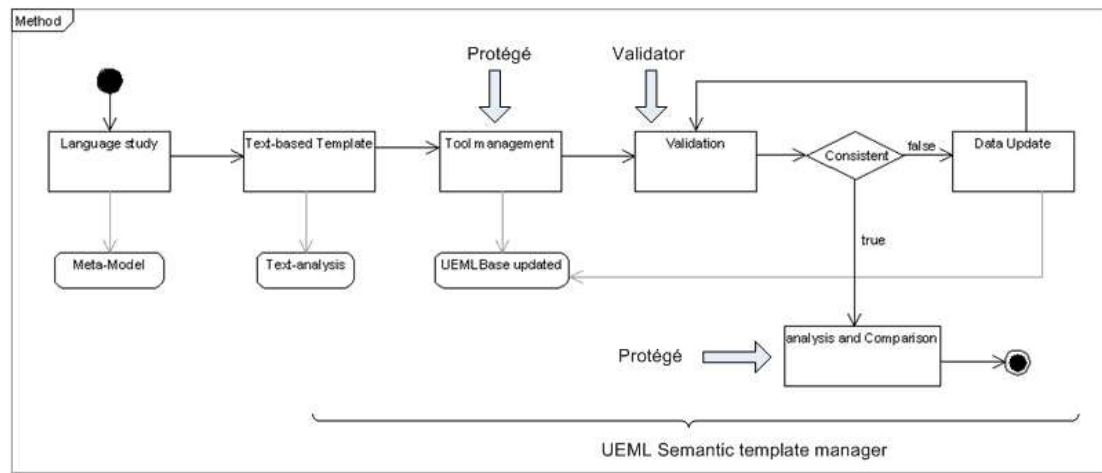 Method
Protégé
Validator
Language study
Text-based Template
Tool management
Validation
Consistent
false
Data Update
Meta-Model
Text-analysis
UEMLBase updated
true
analysis and Comparison
Protégé
UEML Semantic template manager